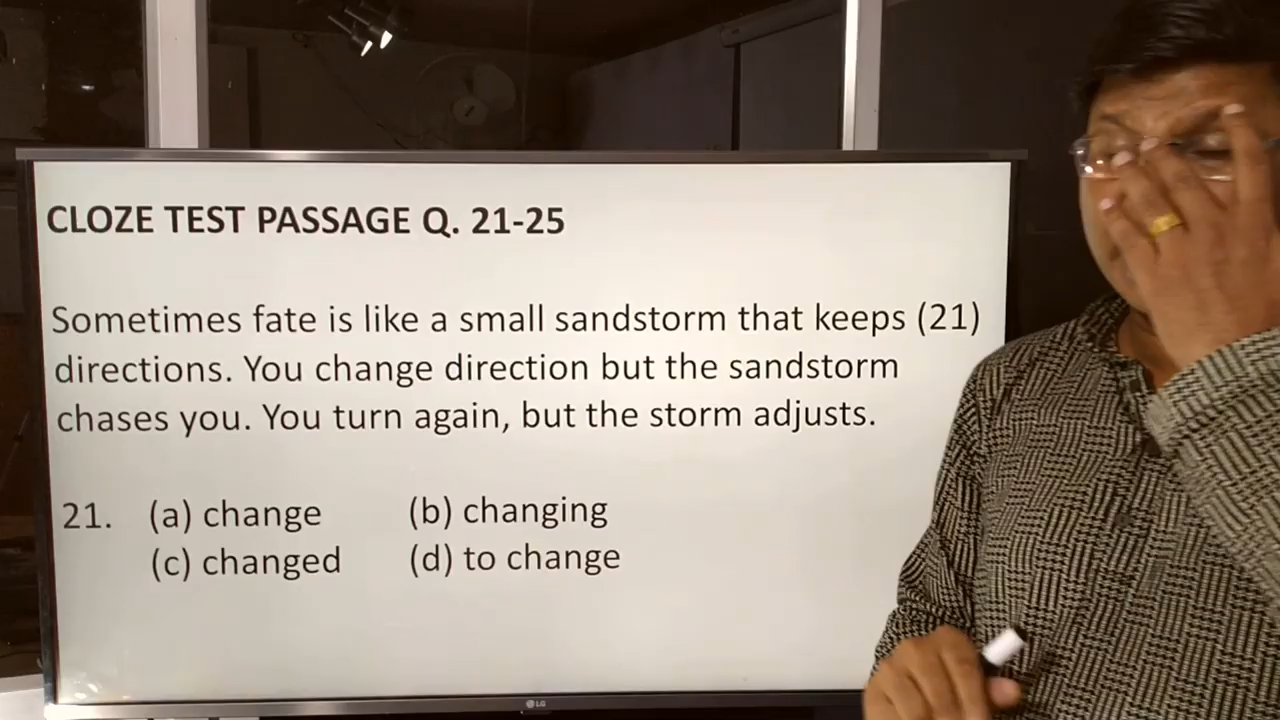 CLOZE TEST PASSAGE Q. 21-25
Sometimes fate is like a small sandstorm that keeps (21)
directions. You change direction but the sandstorm
chases you. You turn again, but the storm adjusts.
21. (a) change (b) changing
(c) changed (d) to change
LG